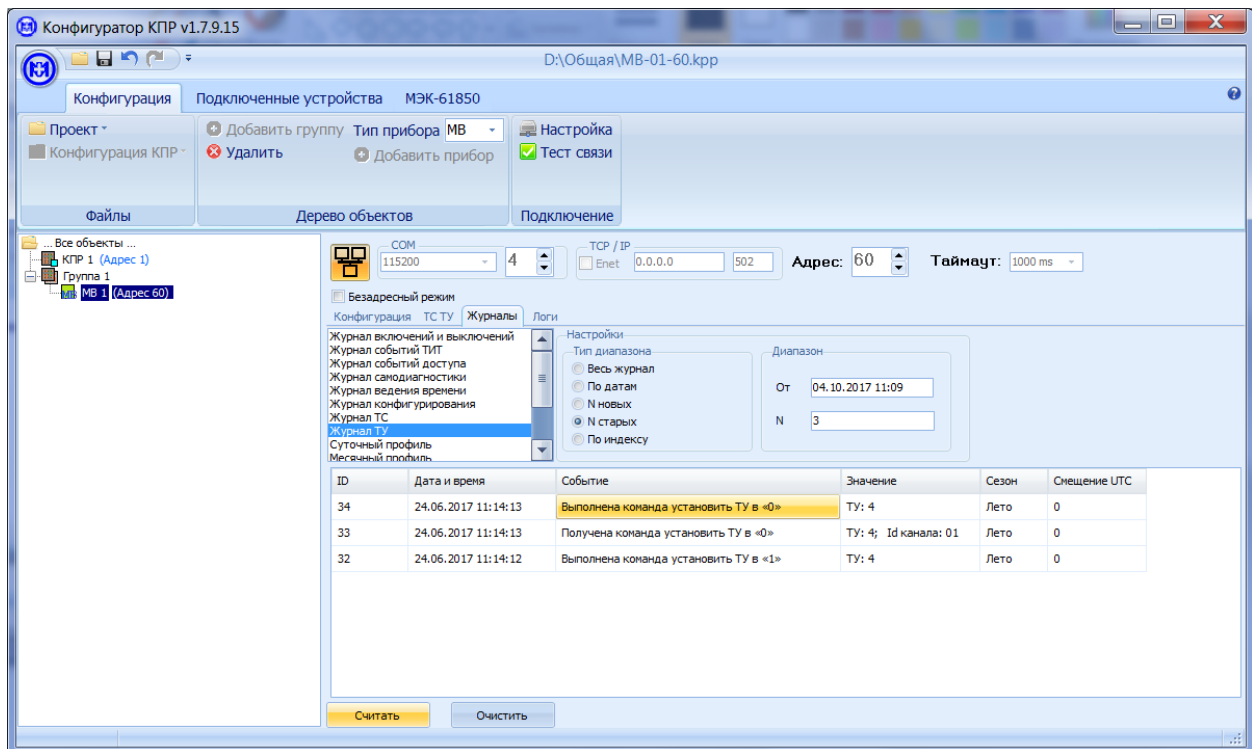 Конфигуратор КПР v1.7.9.15
D:\Общая\МВ-01-60.kpp
Конфигурация Подключенные устройства МЭК-61850
Проект Добавить группу Тип прибора МВ Настройка
Конфигурация КПР Удалить Добавить прибор Тест связи
Файлы Дерево объектов Подключение
... Все объекты ...
КПР 1 (Адрес 1)
Группа 1
МВ 1 (Адрес 60)
COM TCP / IP
115200 4 Enet 0.0.0.0 502 Адрес: 60 Таймаут: 1000 ms
Безадресный режим
Конфигурация ТС ТУ Журналы Логи
Журнал включений и выключений
Журнал событий ТИТ
Журнал событий доступа
Журнал самодиагностики
Журнал ведения времени
Журнал конфигурирования
Журнал ТС
Журнал ТУ
Суточный профиль
Месячный профиль
Настройки
Тип диапазона
Весь журнал
По датам
N новых
N старых
По индексу
Диапазон
От 04.10.2017 11:09
N 3
ID Дата и время Событие Значение Сезон Смещение UTC
34 24.06.2017 11:14:13 Выполнена команда установить ТУ в «0» ТУ: 4 Лето 0
33 24.06.2017 11:14:13 Получена команда установить ТУ в «0» ТУ: 4; Id канала: 01 Лето 0
32 24.06.2017 11:14:12 Выполнена команда установить ТУ в «1» ТУ: 4 Лето 0
Считать Очистить